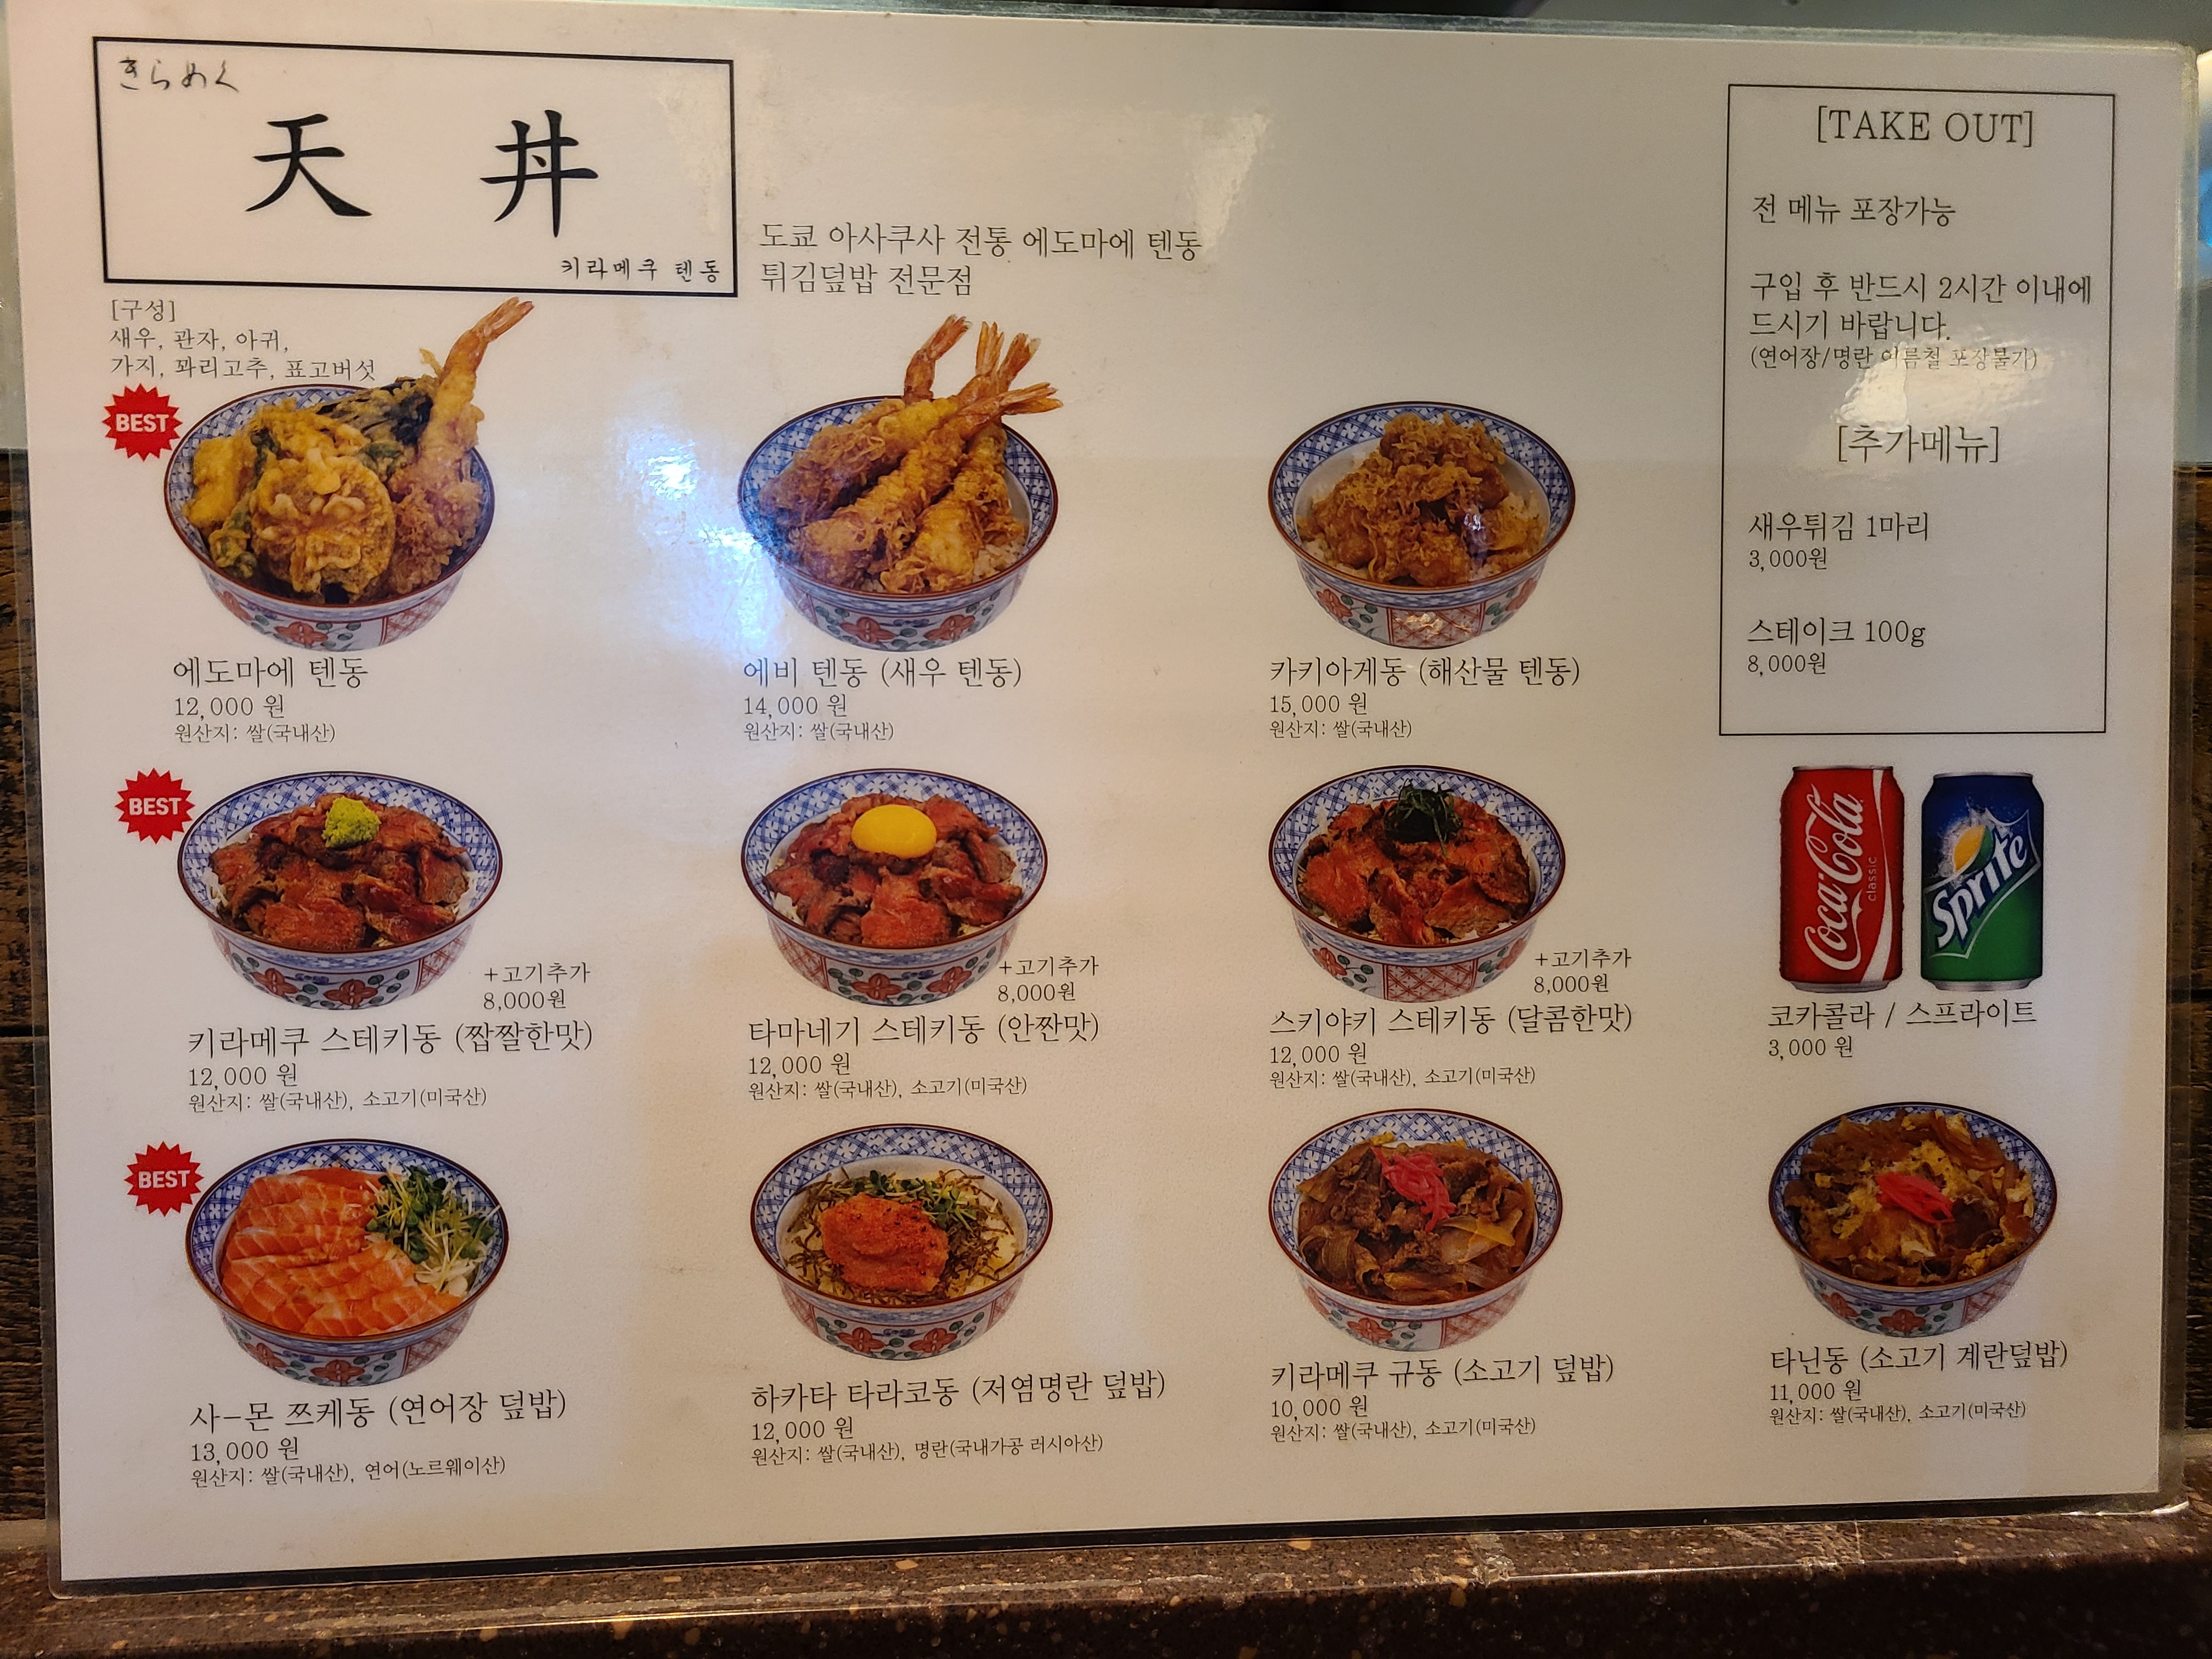 きらめく
天丼
키라메쿠 텐동
도쿄 아사쿠사 전통 에도마에 텐동
튀김덮밥 전문점
[구성]
새우, 관자, 아귀,
가지, 꽈리고추, 표고버섯
BEST
에도마에 텐동
12,000 원
원산지: 쌀(국내산)
에비 텐동 (새우 텐동)
14,000 원
원산지: 쌀(국내산)
카키아게동 (해산물 텐동)
15,000 원
원산지: 쌀(국내산)
[TAKE OUT]
전 메뉴 포장가능
구입 후 반드시 2시간 이내에
드시기 바랍니다.
(연어장/명란 여름철 포장불가)
[추가메뉴]
새우튀김 1마리
3,000원
스테이크 100g
8,000원
BEST
+고기추가
8,000원
키라메쿠 스테키동 (짭짤한맛)
12,000 원
원산지: 쌀(국내산), 소고기(미국산)
+고기추가
8,000원
타마네기 스테키동 (안짠맛)
12,000 원
원산지: 쌀(국내산), 소고기(미국산)
+고기추가
8,000원
스키야키 스테키동 (달콤한맛)
12,000 원
원산지: 쌀(국내산), 소고기(미국산)
Coca-Cola
classic
Sprite
코카콜라 / 스프라이트
3,000 원
BEST
사-몬 쯔케동 (연어장 덮밥)
13,000 원
원산지: 쌀(국내산), 연어(노르웨이산)
하카타 타라코동 (저염명란 덮밥)
12,000 원
원산지: 쌀(국내산), 명란(국내가공 러시아산)
키라메쿠 규동 (소고기 덮밥)
10,000 원
원산지: 쌀(국내산), 소고기(미국산)
타닌동 (소고기 계란덮밥)
11,000 원
원산지: 쌀(국내산), 소고기(미국산)